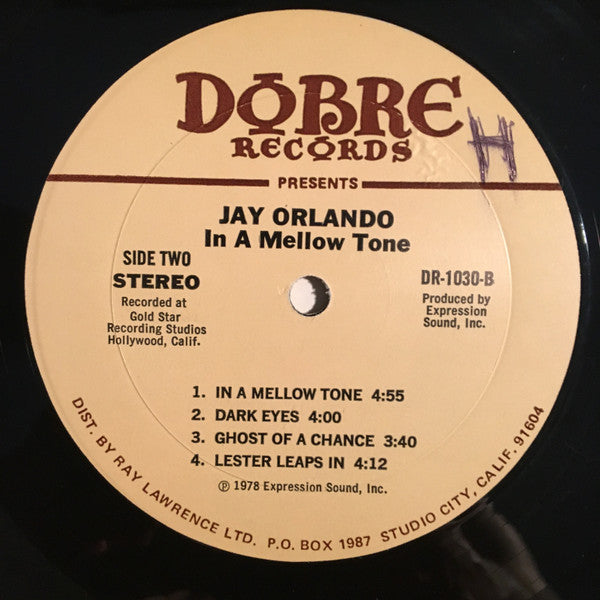 DOBRE
RECORDS
H
PRESENTS
JAY ORLANDO
In A Mellow Tone
SIDE TWO
STEREO
Recorded at
Gold Star
Recording Studios
Hollywood, Calif.
DR-1030-B
Produced by
Expression
Sound, Inc.
1. IN A MELLOW TONE 4:55
2. DARK EYES 4:00
3. GHOST OF A CHANCE 3:40
4. LESTER LEAPS IN 4:12
℗ 1978 Expression Sound, Inc.
DIST. BY RAY LAWRENCE LTD. P.O. BOX 1987 STUDIO CITY, CALIF. 91604